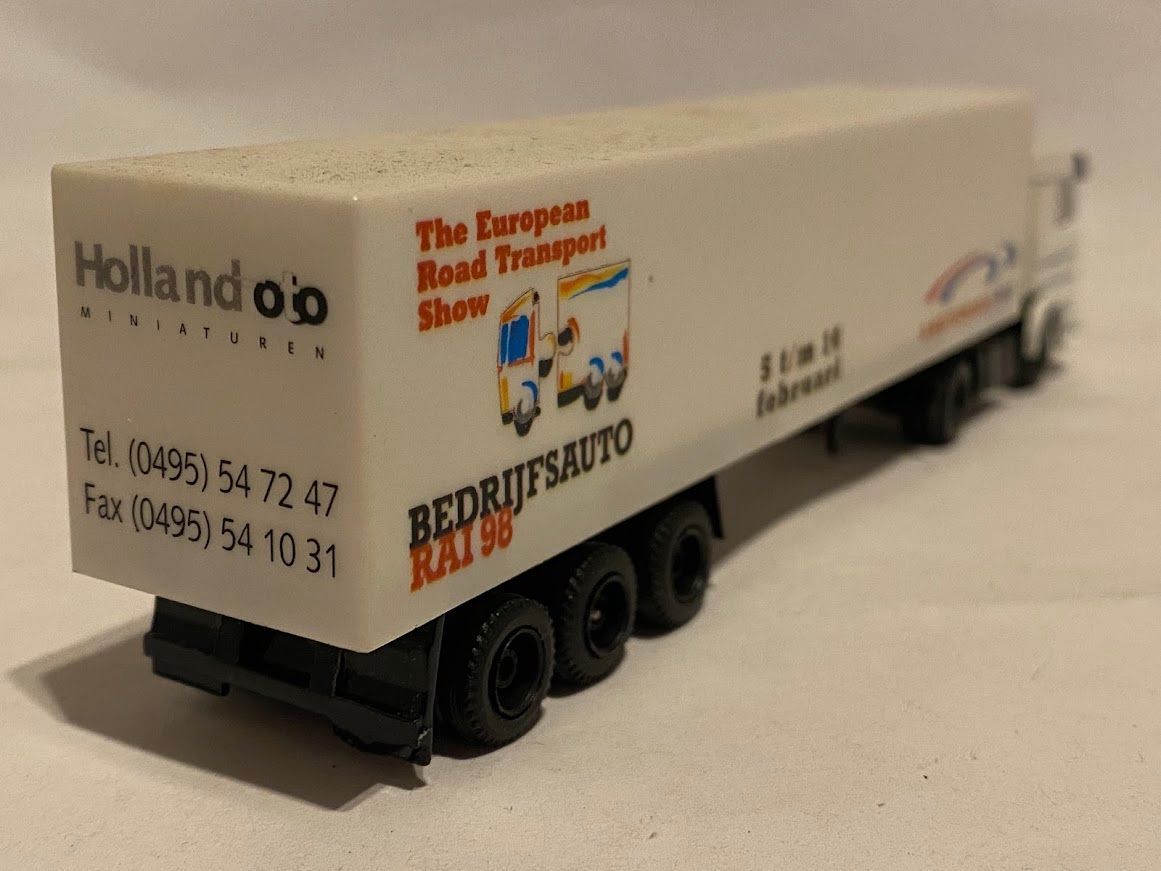 Holland oto
MINIATUREN
Tel. (0495) 54 72 47
Fax (0495) 54 10 31
The European
Road Transport
Show
BEDRIJFSAUTO
RAI 98
5 t/m 14
februari